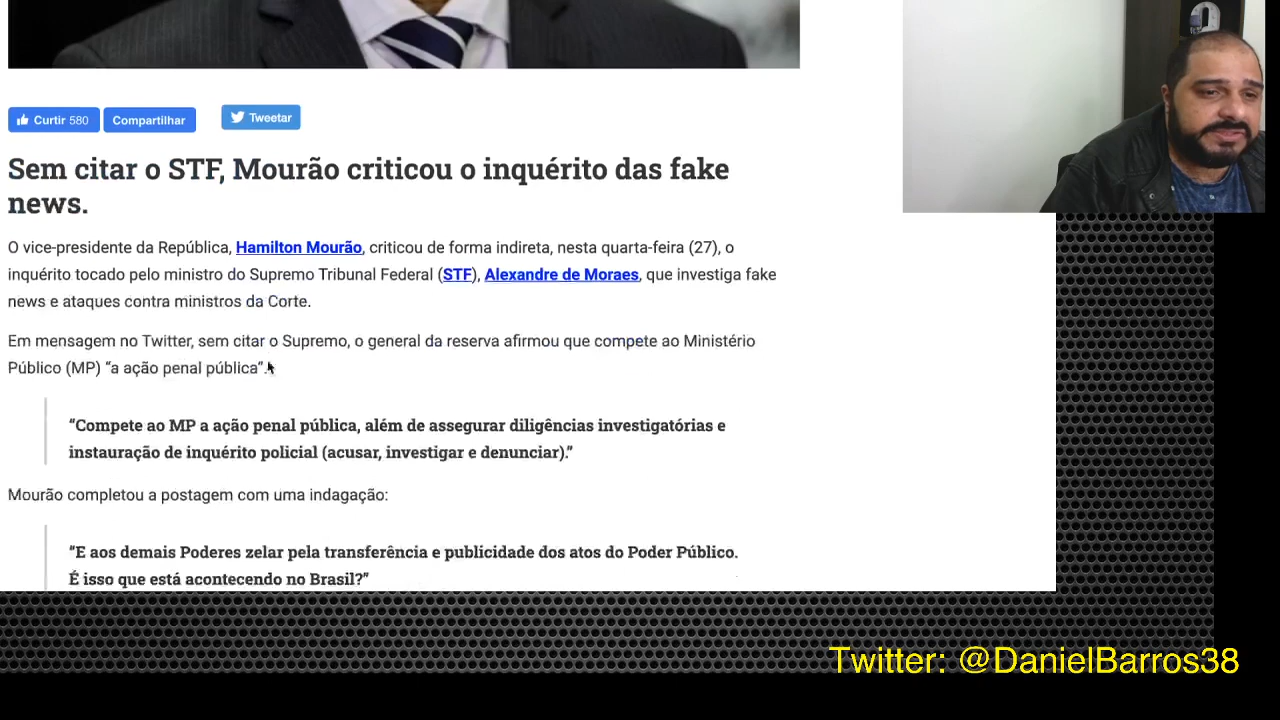 Curtir 580
Compartilhar
Tweetar
Sem citar o STF, Mourão criticou o inquérito das fake
news.
O vice-presidente da República, Hamilton Mourão, criticou de forma indireta, nesta quarta-feira (27), o
inquérito tocado pelo ministro do Supremo Tribunal Federal (STF), Alexandre de Moraes, que investiga fake
news e ataques contra ministros da Corte.
Em mensagem no Twitter, sem citar o Supremo, o general da reserva afirmou que compete ao Ministério
Público (MP) “a ação penal pública”.
“Compete ao MP a ação penal pública, além de assegurar diligências investigatórias e
instauração de inquérito policial (acusar, investigar e denunciar).”
Mourão completou a postagem com uma indagação:
“E aos demais Poderes zelar pela transferência e publicidade dos atos do Poder Público.
É isso que está acontecendo no Brasil?”
Twitter: @DanielBarros38